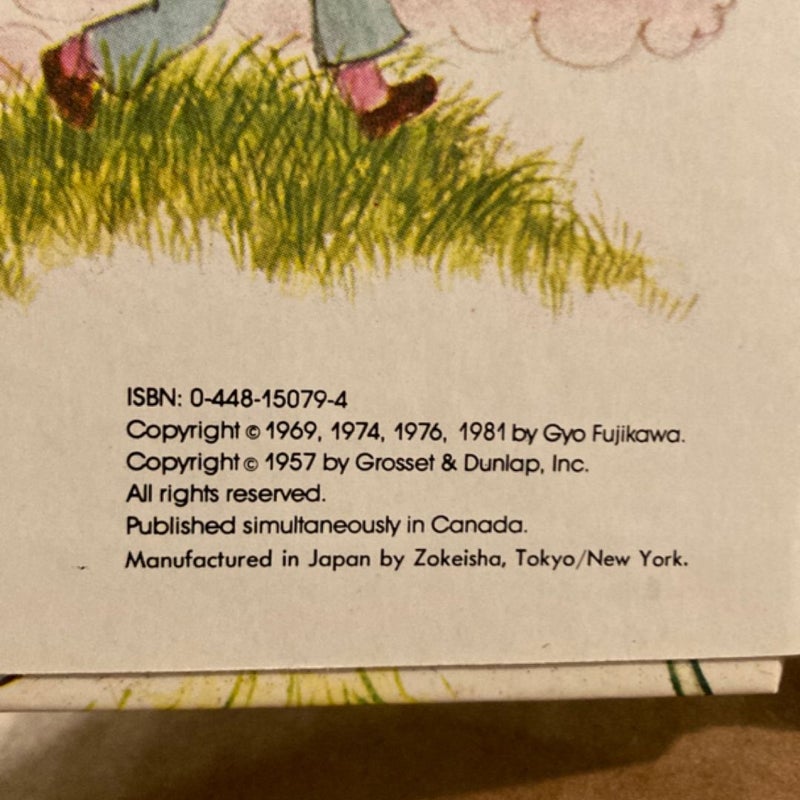 ISBN: 0-448-15079-4
Copyright © 1969, 1974, 1976, 1981 by Gyo Fujikawa.
Copyright © 1957 by Grosset & Dunlap, Inc.
All rights reserved.
Published simultaneously in Canada.
Manufactured in Japan by Zokeisha, Tokyo/New York.